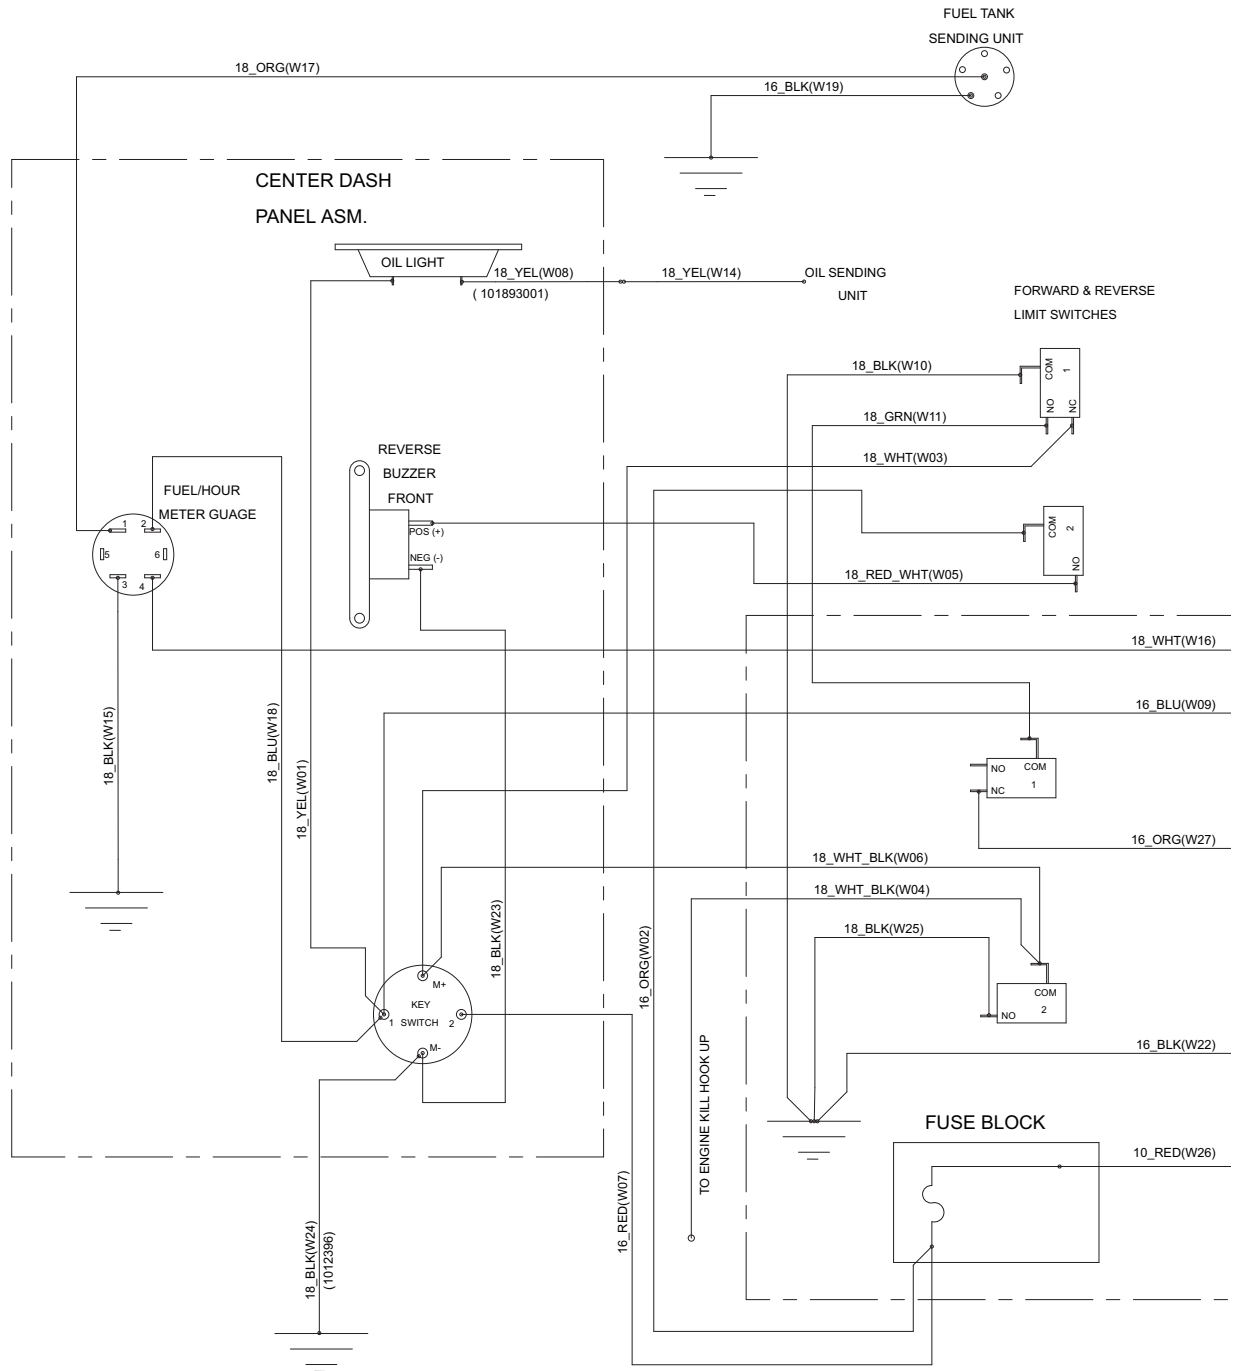 FUEL TANK
SENDING UNIT
18_ORG(W17)
16_BLK(W19)
CENTER DASH
PANEL ASM.
OIL LIGHT
18_YEL(W08)
( 101893001)
18_YEL(W14)
OIL SENDING
UNIT
FORWARD & REVERSE
LIMIT SWITCHES
18_BLK(W10)
COM
1
NO
NC
18_GRN(W11)
18_WHT(W03)
REVERSE
BUZZER
FRONT
POS (+)
NEG (-)
FUEL/HOUR
METER GUAGE
1
2
5
6
3
4
COM
2
NO
18_RED_WHT(W05)
18_WHT(W16)
16_BLU(W09)
18_BLK(W15)
18_BLU(W18)
18_YEL(W01)
NO
COM
NC
1
16_ORG(W27)
18_WHT_BLK(W06)
18_WHT_BLK(W04)
18_BLK(W25)
18_BLK(W23)
16_ORG(W02)
M+
KEY
1
SWITCH
2
M-
COM
NO
2
16_BLK(W22)
TO ENGINE KILL HOOK UP
FUSE BLOCK
10_RED(W26)
16_RED(W07)
18_BLK(W24)
(1012396)